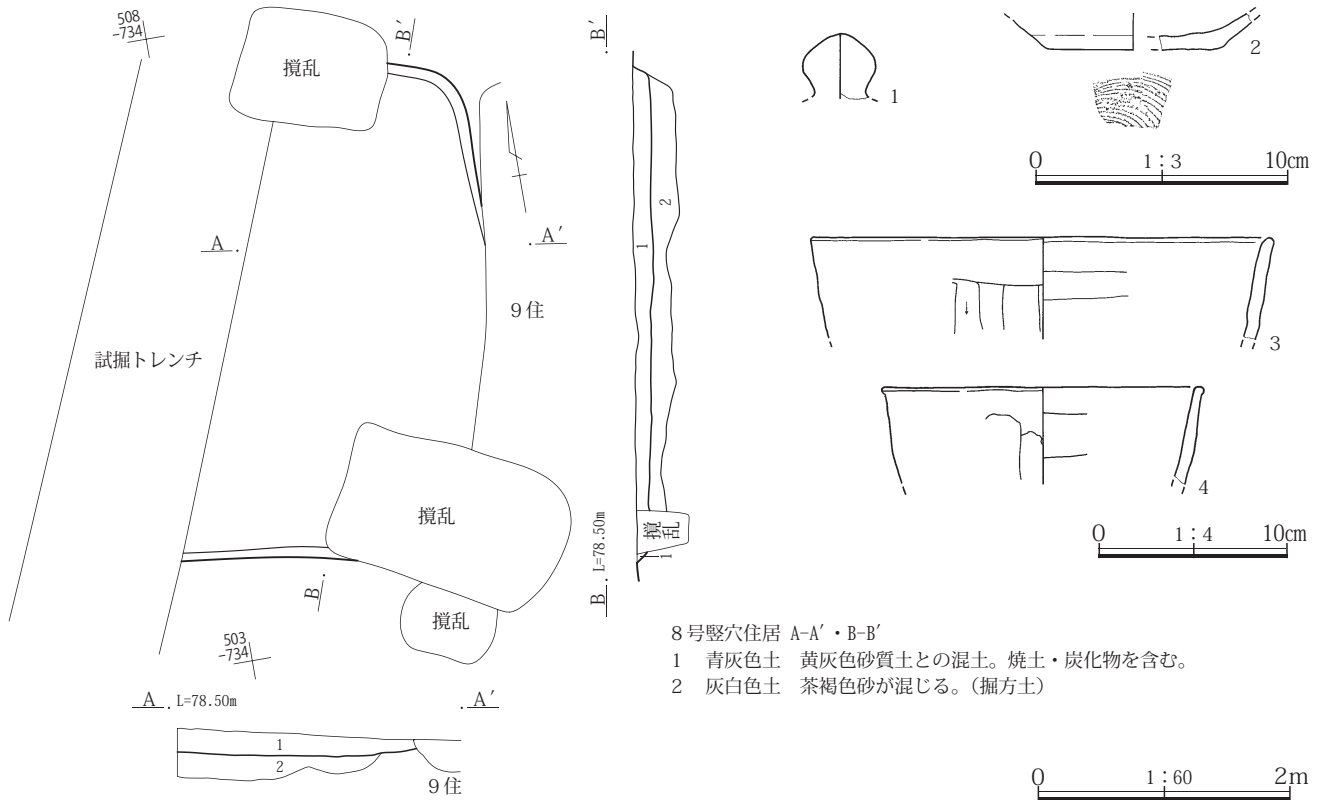 508
-734
撹乱
B′
A
A′
9住
試掘トレンチ
撹乱
B
撹乱
503
-734
A L=78.50m A′
1
2
9住
B′
1
2
撹乱
1
B L=78.50m
1
2
0 1:3 10cm
3
4
0 1:4 10cm
8号竪穴住居 A-A′・B-B′
1 青灰色土 黄灰色砂質土との混土。焼土・炭化物を含む。
2 灰白色土 茶褐色砂が混じる。(掘方土)
0 1:60 2m